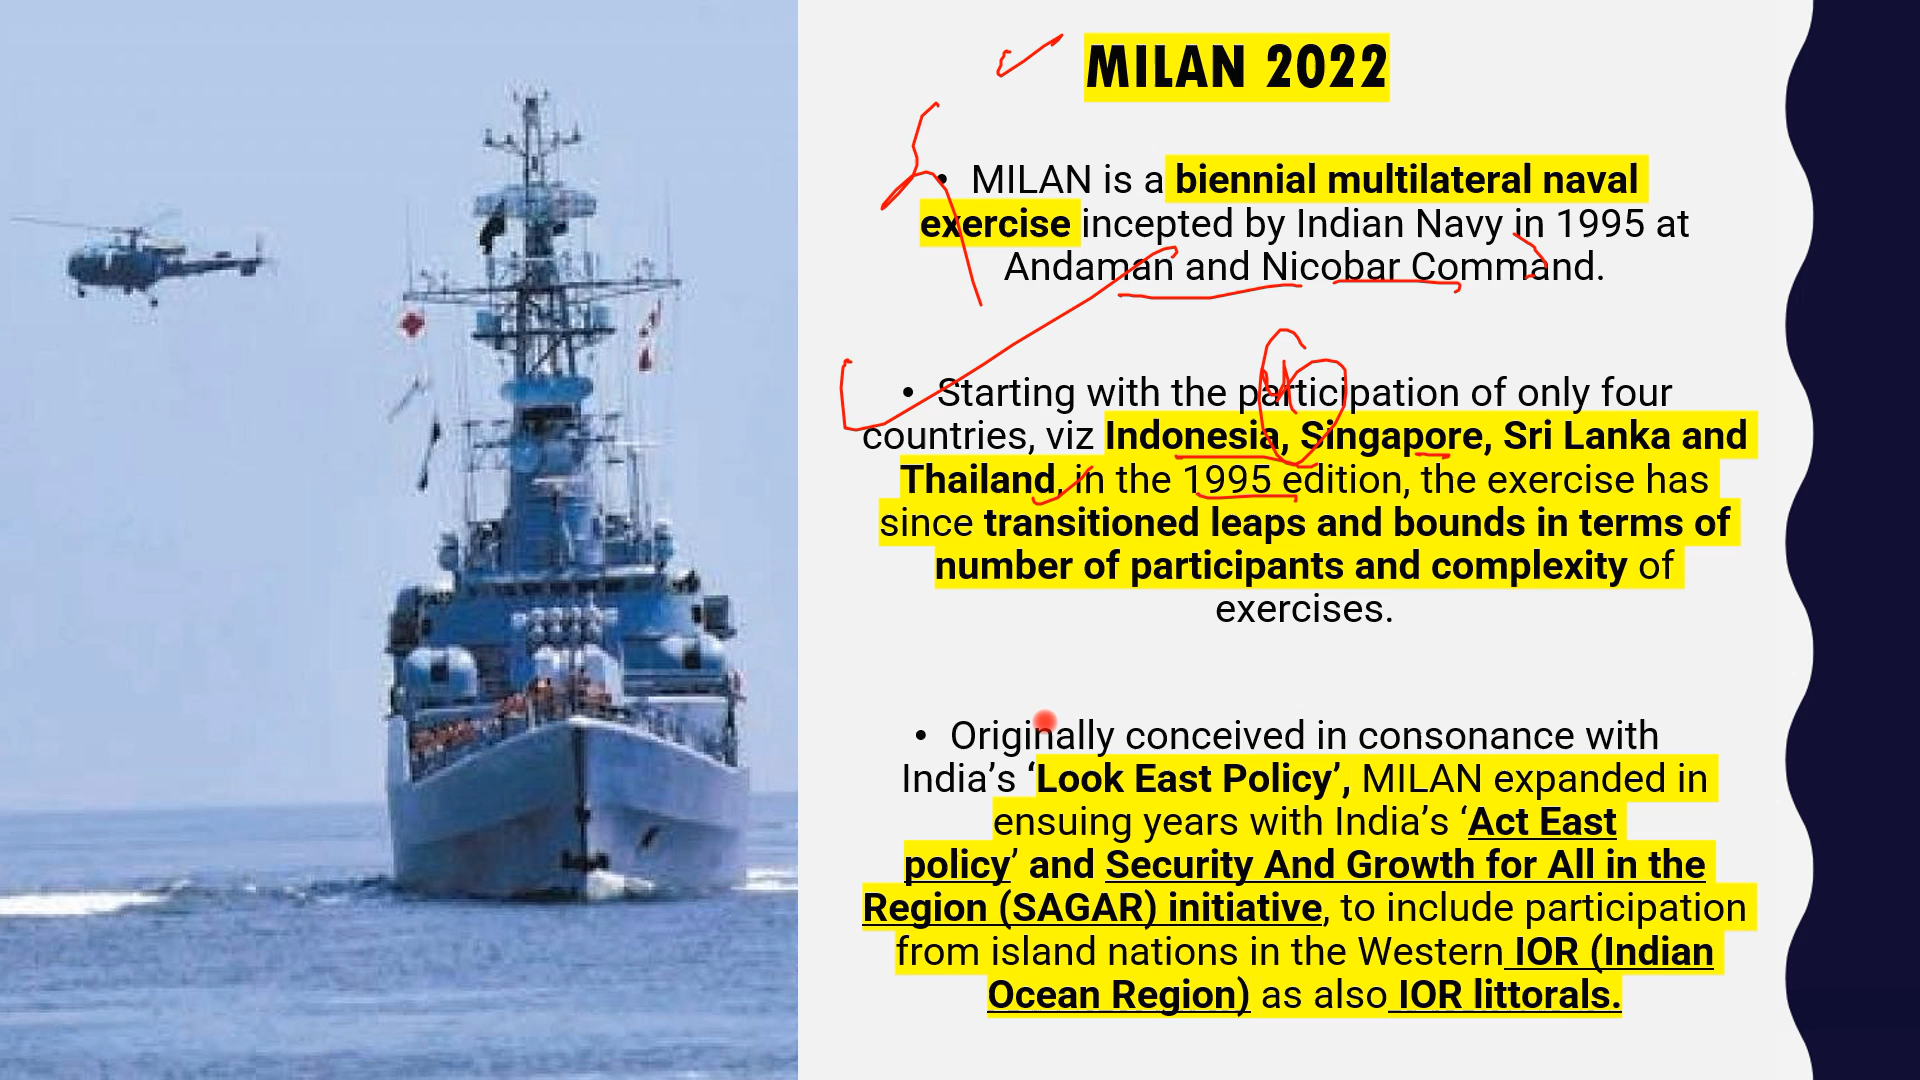 MILAN 2022
• MILAN is a biennial multilateral naval
exercise incepted by Indian Navy in 1995 at
Andaman and Nicobar Command.
• Starting with the participation of only four
countries, viz Indonesia, Singapore, Sri Lanka and
Thailand, in the 1995 edition, the exercise has
since transitioned leaps and bounds in terms of
number of participants and complexity of
exercises.
• Originally conceived in consonance with
India’s ‘Look East Policy’, MILAN expanded in
ensuing years with India’s ‘Act East
policy’ and Security And Growth for All in the
Region (SAGAR) initiative, to include participation
from island nations in the Western IOR (Indian
Ocean Region) as also IOR littorals.